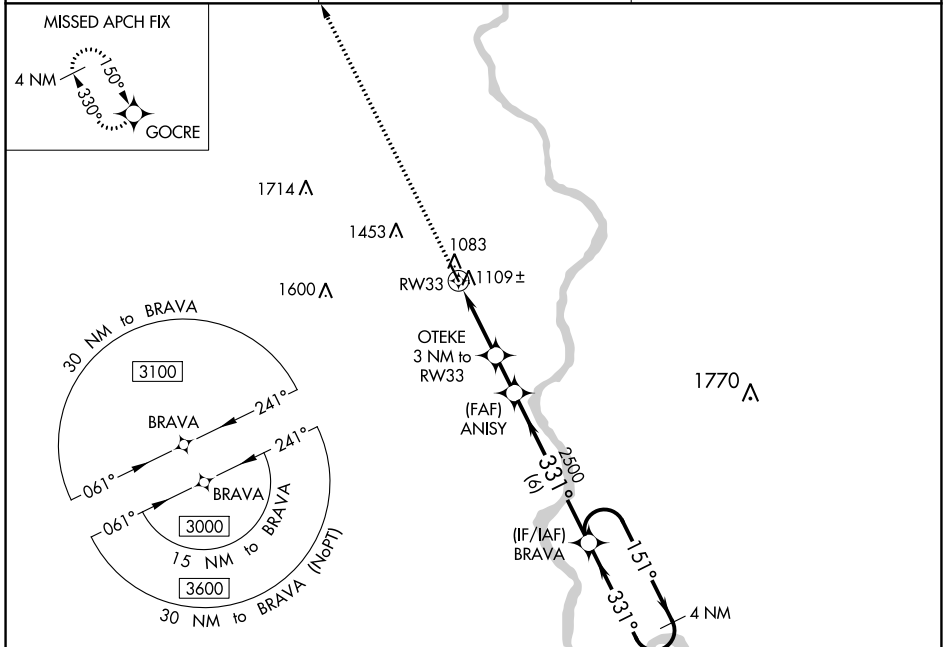 MISSED APCH FIX
4 NM
150°
330°
GOCRE
1714
1453
1083
RW33
1109±
1600
OTEKE
3 NM to
RW33
(FAF)
ANISY
1770
2500
331°
(6)
(IF/IAF)
BRAVA
151°
331°
4 NM
30 NM to BRAVA
3100
BRAVA
241°
061°
241°
BRAVA
061°
3000
15 NM to BRAVA
3600
30 NM to BRAVA (NoPT)